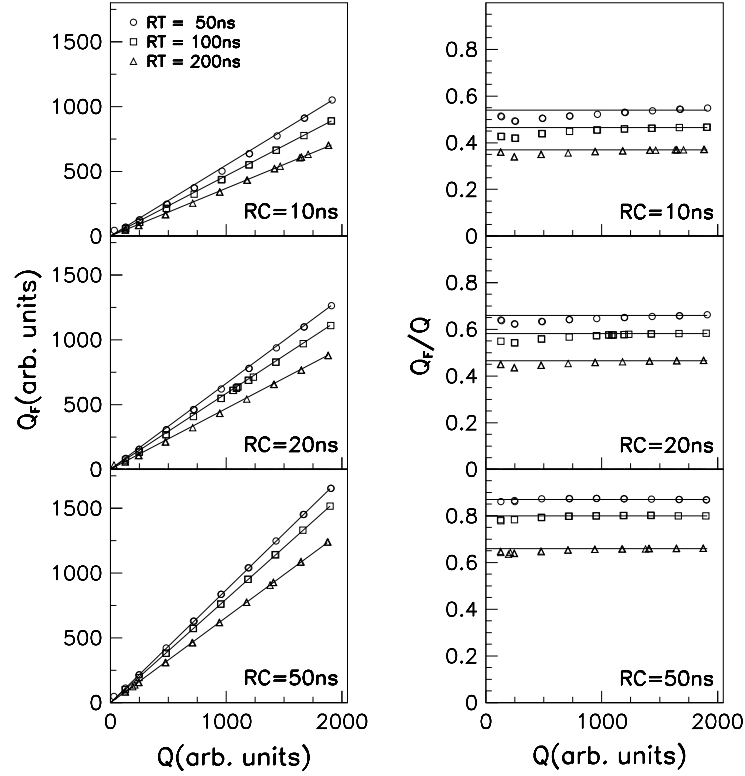 1500
1000
500
0
○ RT = 50ns
□ RT = 100ns
△ RT = 200ns
RC=10ns
0.8
0.6
0.4
0.2
0
RC=10ns
1500
1000
500
0
RC=20ns
Q_F(arb. units)
0.8
0.6
0.4
0.2
0
RC=20ns
Q_F/Q
1500
1000
500
0
RC=50ns
0 1000 2000
Q(arb. units)
0.8
0.6
0.4
0.2
0
RC=50ns
0 1000 2000
Q(arb. units)